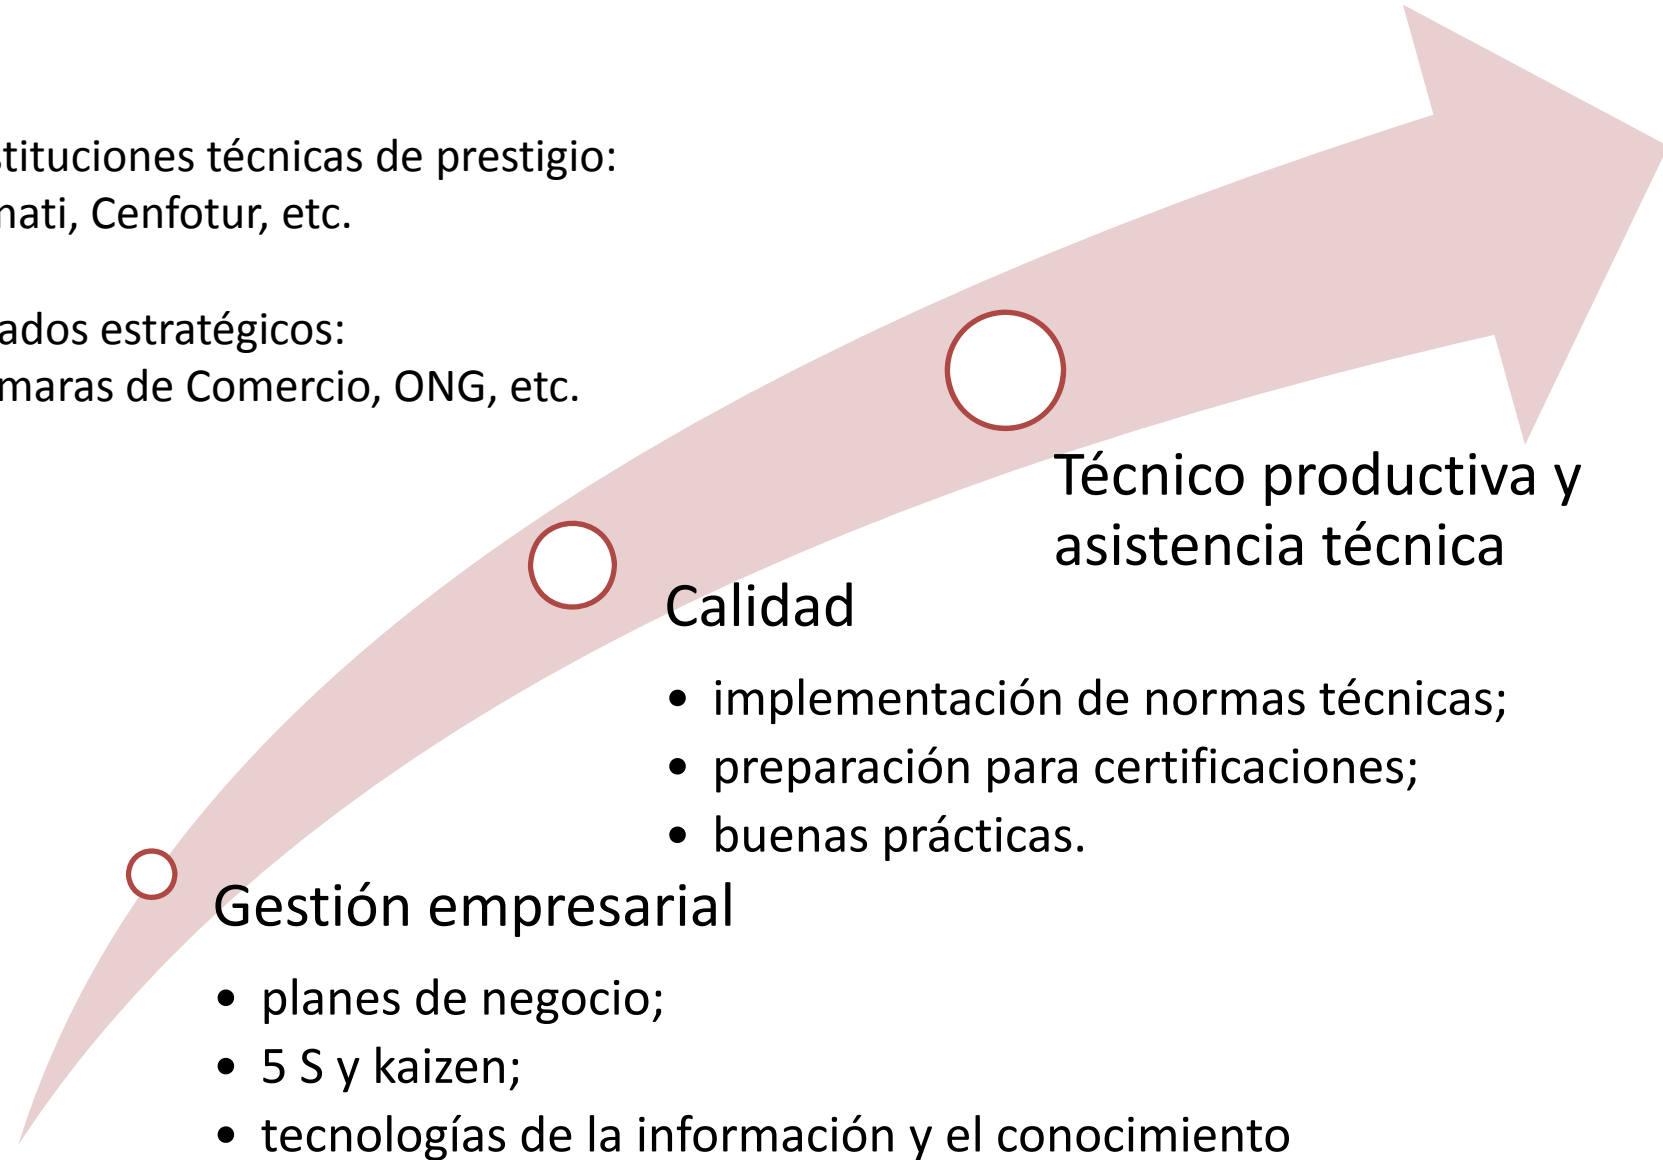 stituciones técnicas de prestigio:
nati, Cenfotur, etc.
ados estratégicos:
maras de Comercio, ONG, etc.
Técnico productiva y
asistencia técnica
Calidad
• implementación de normas técnicas;
• preparación para certificaciones;
• buenas prácticas.
Gestión empresarial
• planes de negocio;
• 5 S y kaizen;
• tecnologías de la información y el conocimiento